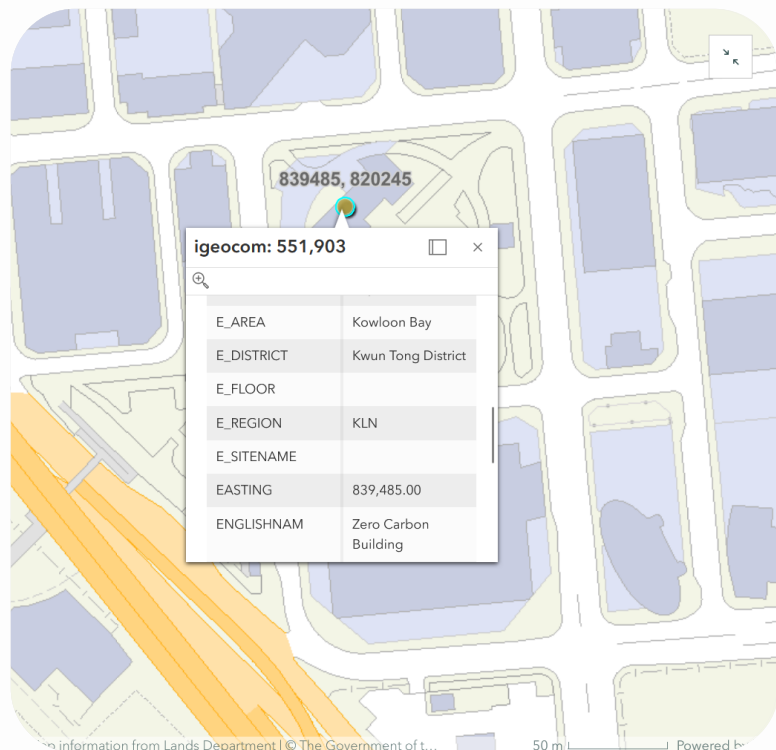 839485, 820245
igeocom: 551,903
E_AREA Kowloon Bay
E_DISTRICT Kwun Tong District
E_FLOOR
E_REGION KLN
E_SITENAME
EASTING 839,485.00
ENGLISHNAM Zero Carbon
Building
information from Lands Department | © The Government of t... 50 m Powered